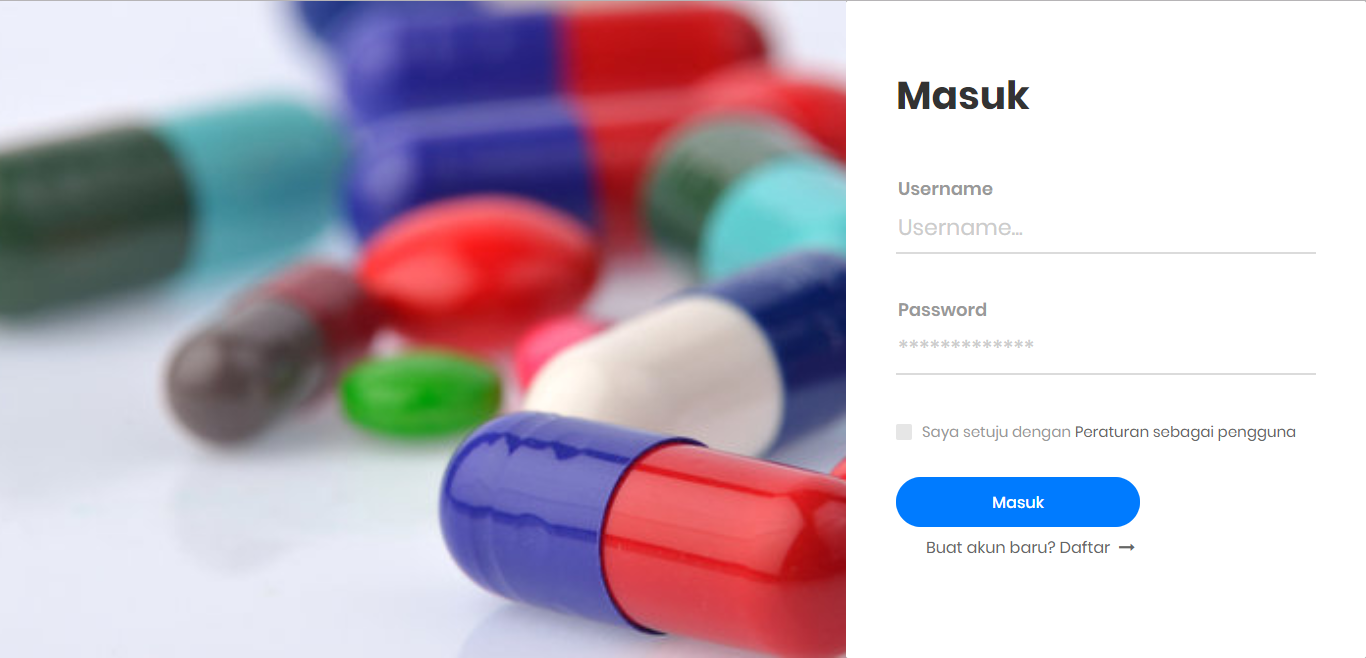 Masuk
Username
Username...
Password
*************
Saya setuju dengan Peraturan sebagai pengguna
Masuk
Buat akun baru? Daftar →